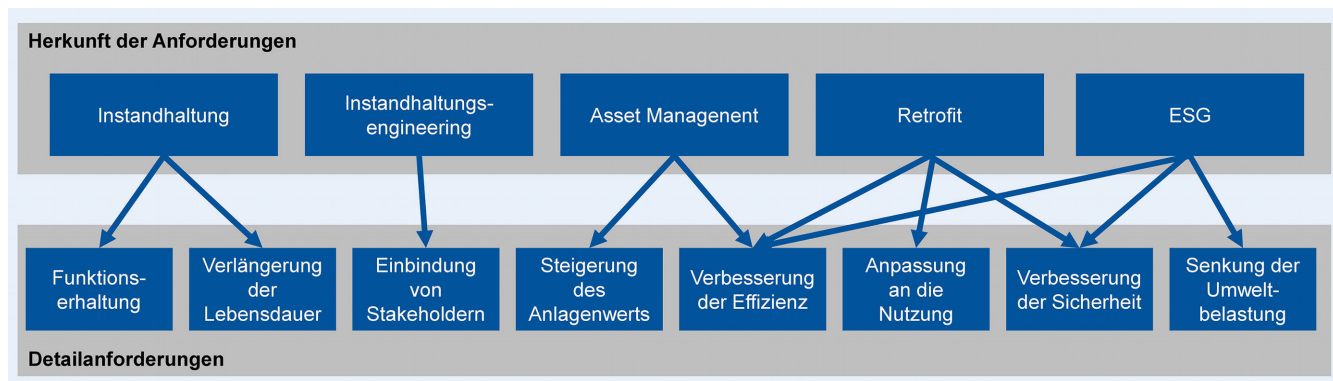 Herkunft der Anforderungen
Instandhaltung
Instandhaltungs-
engineering
Asset Managenent
Retrofit
ESG
Funktions-
erhaltung
Verlängerung
der
Lebensdauer
Einbindung
von
Stakeholdern
Steigerung
des
Anlagenwerts
Verbesserung
der Effizienz
Anpassung
an die
Nutzung
Verbesserung
der Sicherheit
Senkung der
Umwelt-
belastung
Detailanforderungen